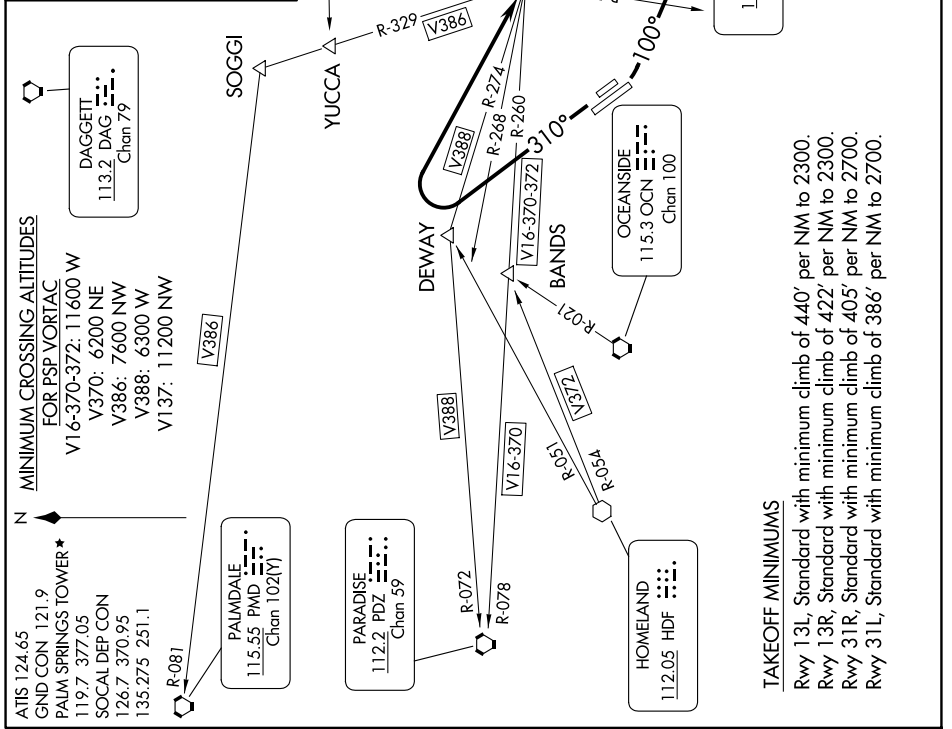 ATIS 124.65
GND CON 121.9
PALM SPRINGS TOWER★
119.7 377.05
SOCAL DEP CON
126.7 370.95
135.275 251.1
N
MINIMUM CROSSING ALTITUDES
FOR PSP VORTAC
V16-370-372: 11600 W
V370: 6200 NE
V386: 7600 NW
V388: 6300 W
V137: 11200 NW
DAGGETT
113.2 DAG
Chan 79
SOGGI
YUCCA
R-329
V386
V386
R-081
PALMDALE
115.55 PMD
Chan 102(Y)
PARADISE
112.2 PDZ
Chan 59
R-072
R-078
V388
V16-370
DEWAY
BANDS
V388
R-274
R-268
R-260
V16-370-372
310°
100°
1
OCEANSIDE
115.3 OCN
Chan 100
R-021
V372
R-051
R-054
HOMELAND
112.05 HDF
TAKEOFF MINIMUMS
Rwy 13L, Standard with minimum climb of 440' per NM to 2300.
Rwy 13R, Standard with minimum climb of 422' per NM to 2300.
Rwy 31R, Standard with minimum climb of 405' per NM to 2700.
Rwy 31L, Standard with minimum climb of 386' per NM to 2700.